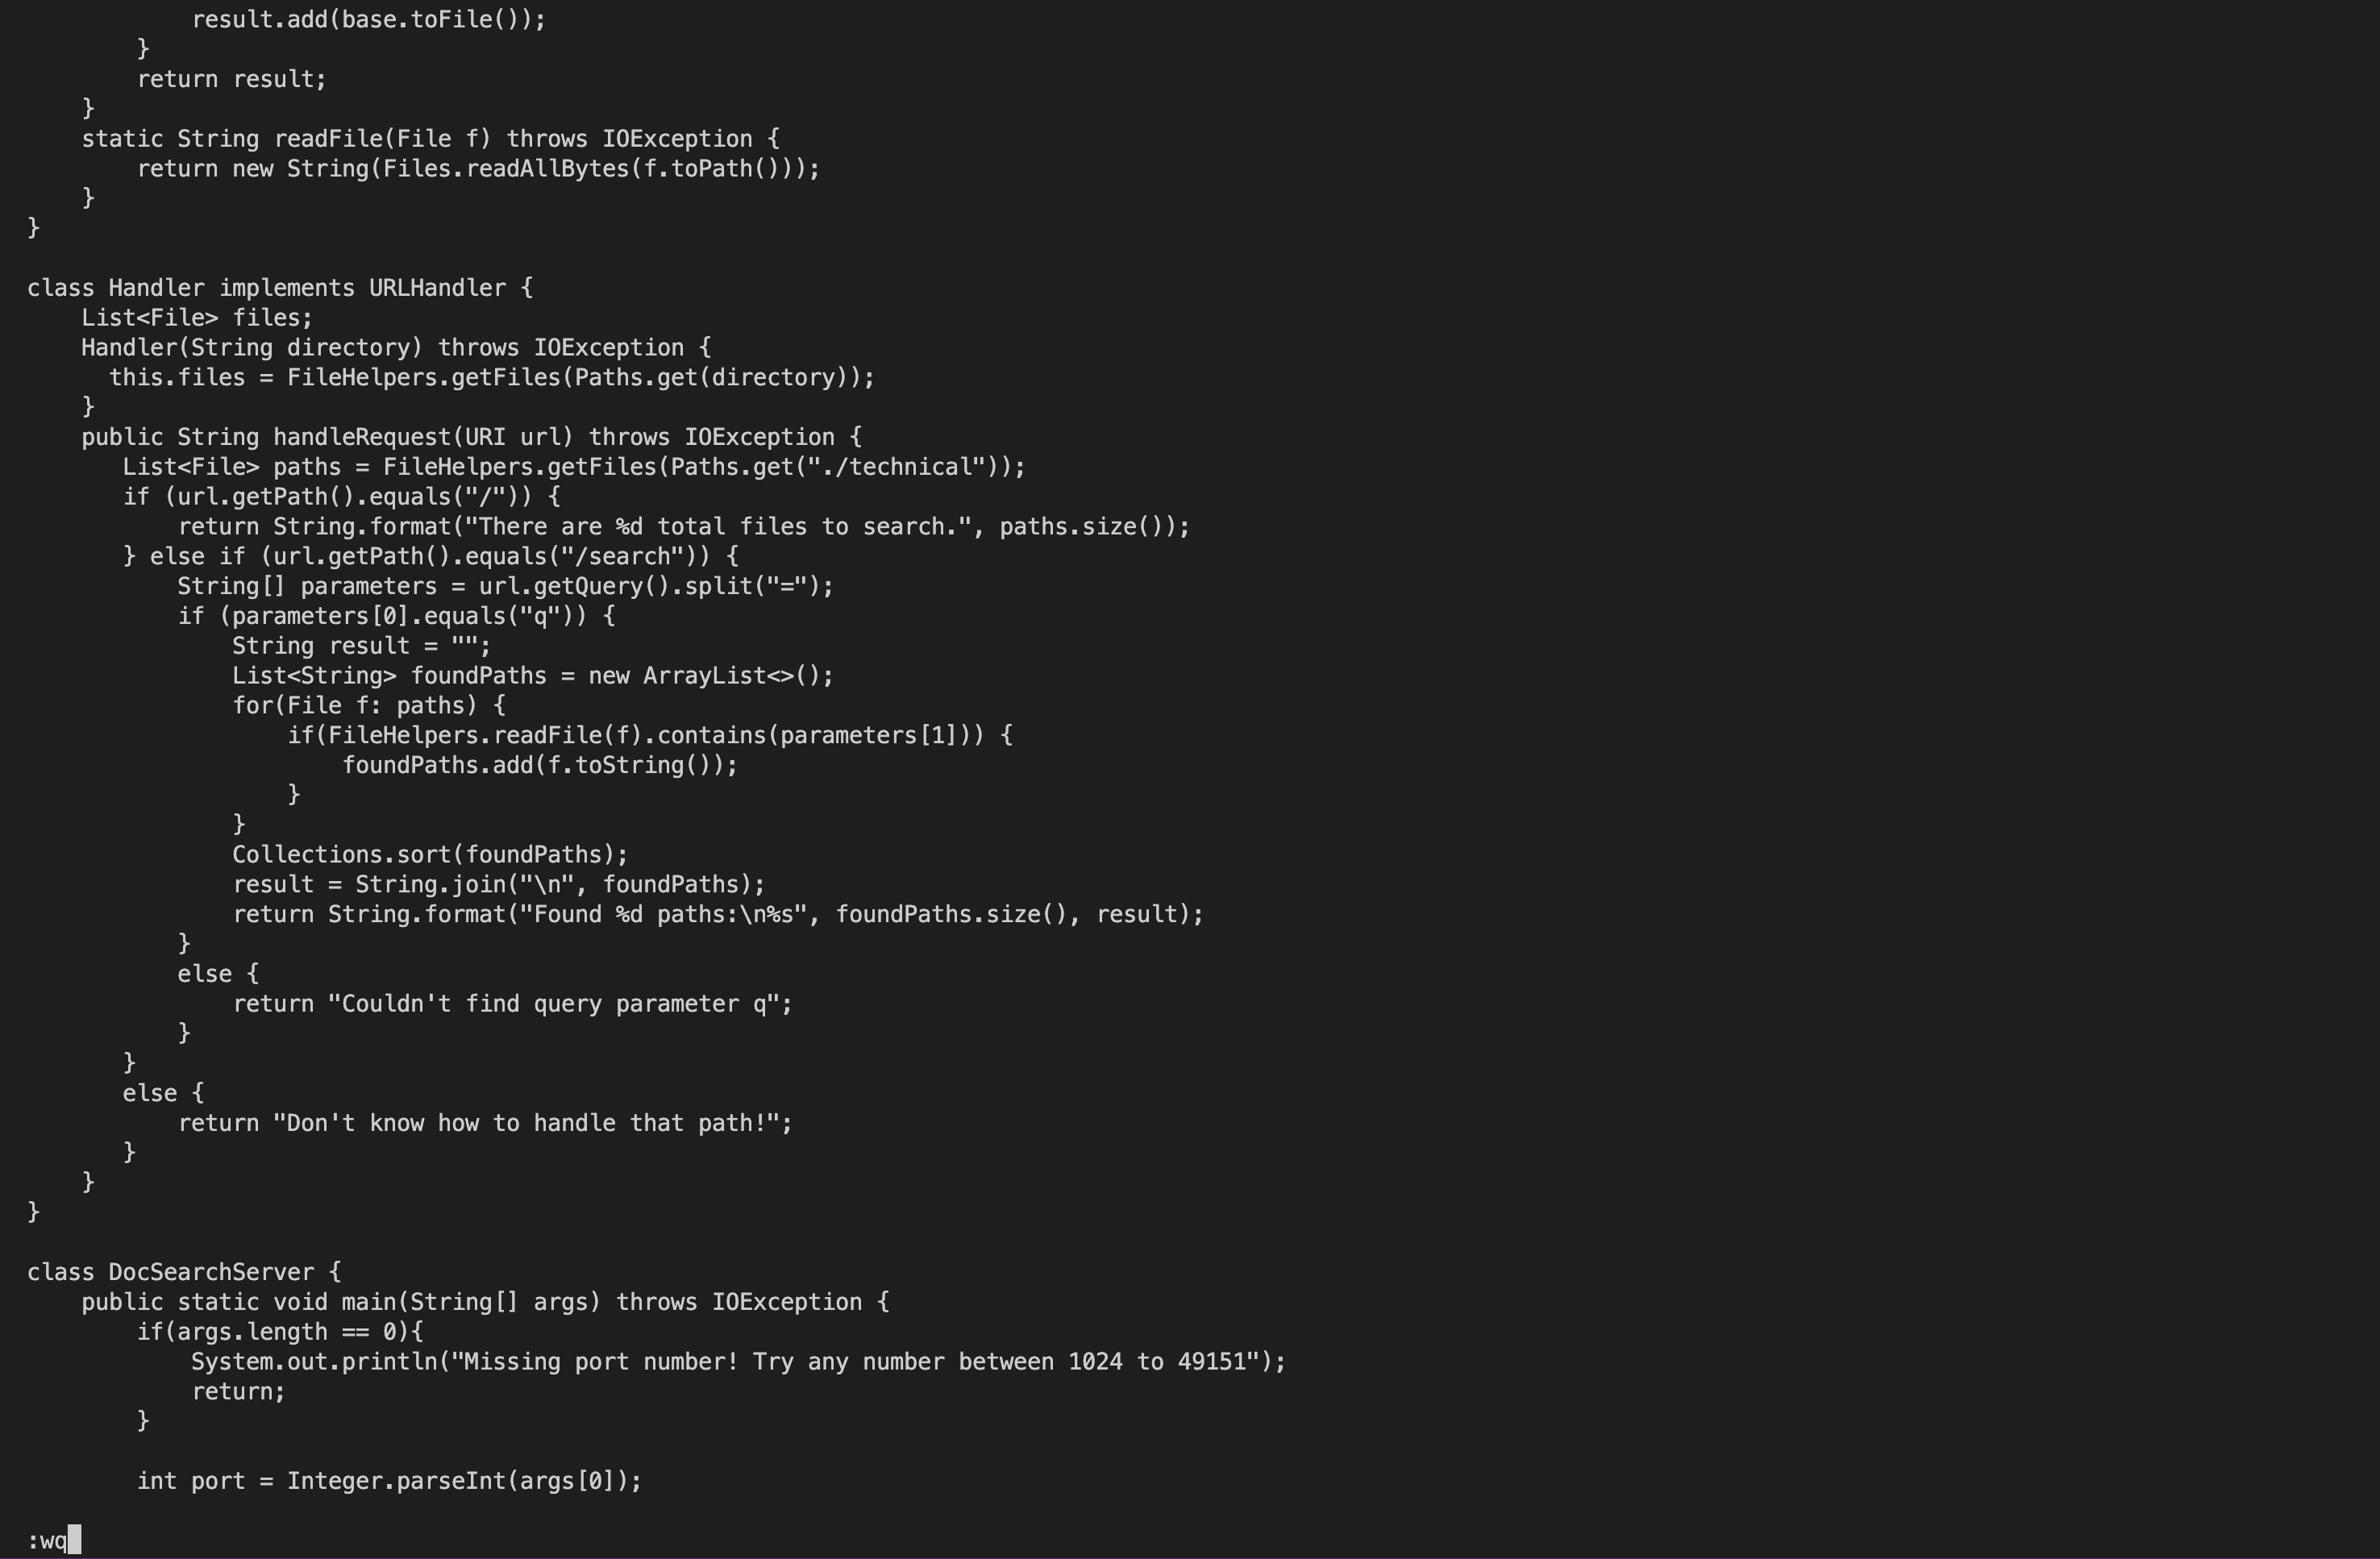 result.add(base.toFile());
        }
        return result;
    }
    static String readFile(File f) throws IOException {
        return new String(Files.readAllBytes(f.toPath()));
    }
}

class Handler implements URLHandler {
    List<File> files;
    Handler(String directory) throws IOException {
      this.files = FileHelpers.getFiles(Paths.get(directory));
    }
    public String handleRequest(URI url) throws IOException {
       List<File> paths = FileHelpers.getFiles(Paths.get("./technical"));
       if (url.getPath().equals("/")) {
           return String.format("There are %d total files to search.", paths.size());
       } else if (url.getPath().equals("/search")) {
           String[] parameters = url.getQuery().split("=");
           if (parameters[0].equals("q")) {
               String result = "";
               List<String> foundPaths = new ArrayList<>();
               for(File f: paths) {
                   if(FileHelpers.readFile(f).contains(parameters[1])) {
                       foundPaths.add(f.toString());
                   }
               }
               Collections.sort(foundPaths);
               result = String.join("\n", foundPaths);
               return String.format("Found %d paths:\n%s", foundPaths.size(), result);
           }
           else {
               return "Couldn't find query parameter q";
           }
       }
       else {
           return "Don't know how to handle that path!";
       }
    }
}

class DocSearchServer {
    public static void main(String[] args) throws IOException {
        if(args.length == 0){
            System.out.println("Missing port number! Try any number between 1024 to 49151");
            return;
        }

        int port = Integer.parseInt(args[0]);

:wq